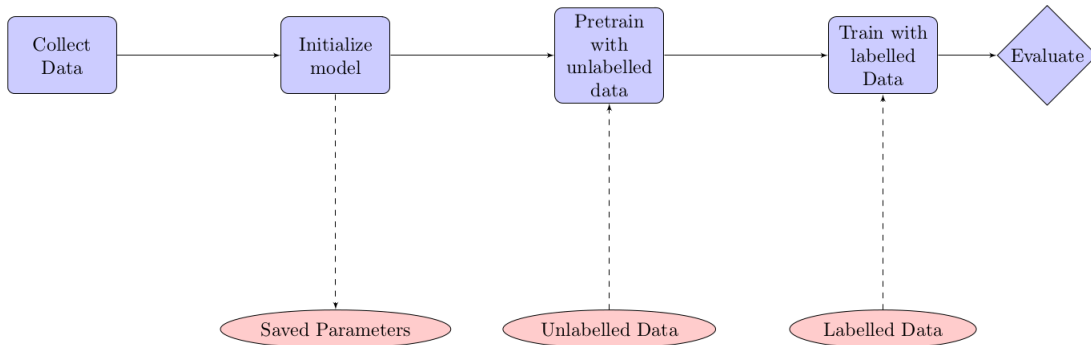 Collect
Data
Initialize
model
Pretrain
with
unlabelled
data
Train with
labelled
Data
Evaluate
Saved Parameters
Unlabelled Data
Labelled Data